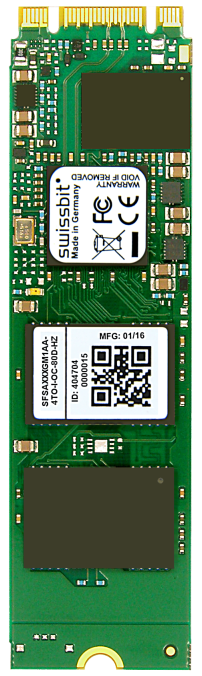 swissbit®
Made in Germany
WARRANTY
VOID IF REMOVED
FC CE
MFG: 01/16
SFSAXXXGM1AA-
4TO-I-OC-80D-HZ
ID: 404704
0000015